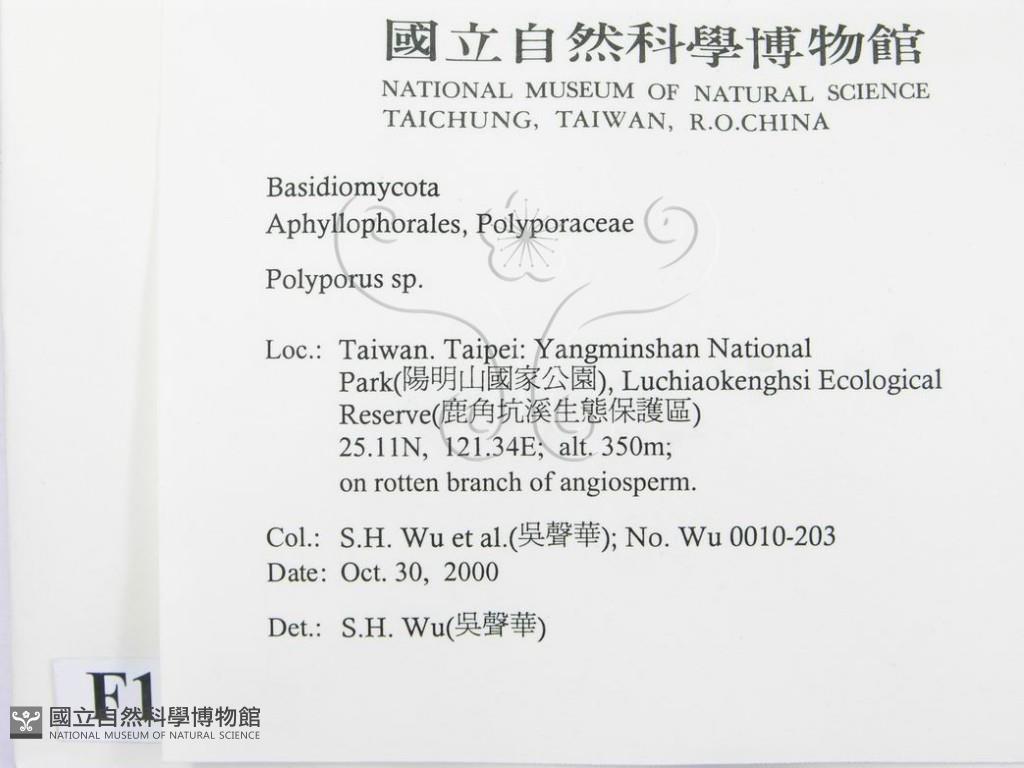 國立自然科學博物館
NATIONAL MUSEUM OF NATURAL SCIENCE
TAICHUNG, TAIWAN, R.O.CHINA
Basidiomycota
Aphyllophorales, Polyporaceae
Polyporus sp.
Loc.: Taiwan. Taipei: Yangminshan National
Park(陽明山國家公園), Luchiaokenghsi Ecological
Reserve(鹿角坑溪生態保護區)
25.11N, 121.34E; alt. 350m;
on rotten branch of angiosperm.
Col.: S.H. Wu et al.(吳聲華); No. Wu 0010-203
Date: Oct. 30, 2000
Det.: S.H. Wu(吳聲華)
F1
國立自然科學博物館
NATIONAL MUSEUM OF NATURAL SCIENCE